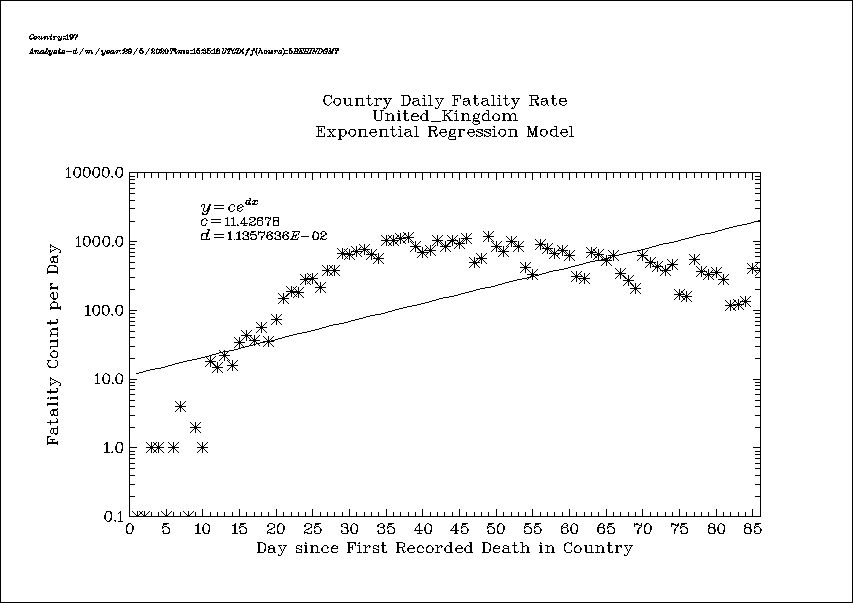 Country:197
Country Daily Fatality Rate
United_Kingdom
Exponential Regression Model
y=ce^dx
c=11.42678
d=1.1357636E-02
10000.0
1000.0
100.0
10.0
1.0
0.1
Fatality Count per Day
0 5 10 15 20 25 30 35 40 45 50 55 60 65 70 75 80 85
Day since First Recorded Death in Country